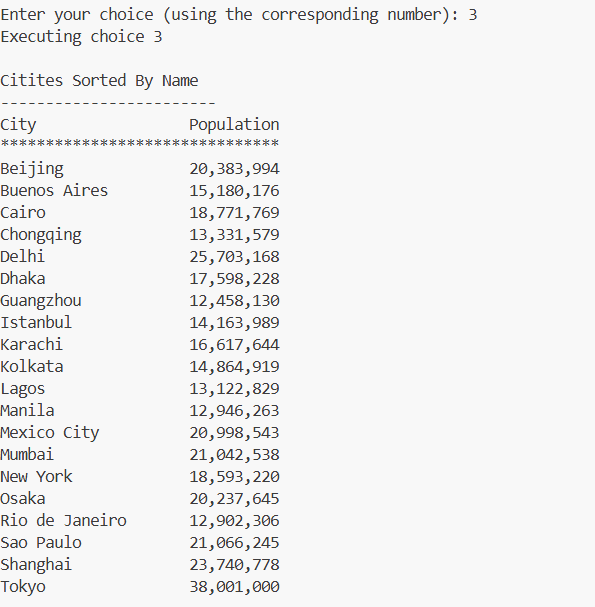 Enter your choice (using the corresponding number): 3
Executing choice 3
Citites Sorted By Name
------------------------
City                 Population
*******************************
Beijing              20,383,994
Buenos Aires         15,180,176
Cairo                18,771,769
Chongqing            13,331,579
Delhi                25,703,168
Dhaka                17,598,228
Guangzhou            12,458,130
Istanbul             14,163,989
Karachi              16,617,644
Kolkata              14,864,919
Lagos                13,122,829
Manila               12,946,263
Mexico City          20,998,543
Mumbai               21,042,538
New York             18,593,220
Osaka                20,237,645
Rio de Janeiro       12,902,306
Sao Paulo            21,066,245
Shanghai             23,740,778
Tokyo                38,001,000